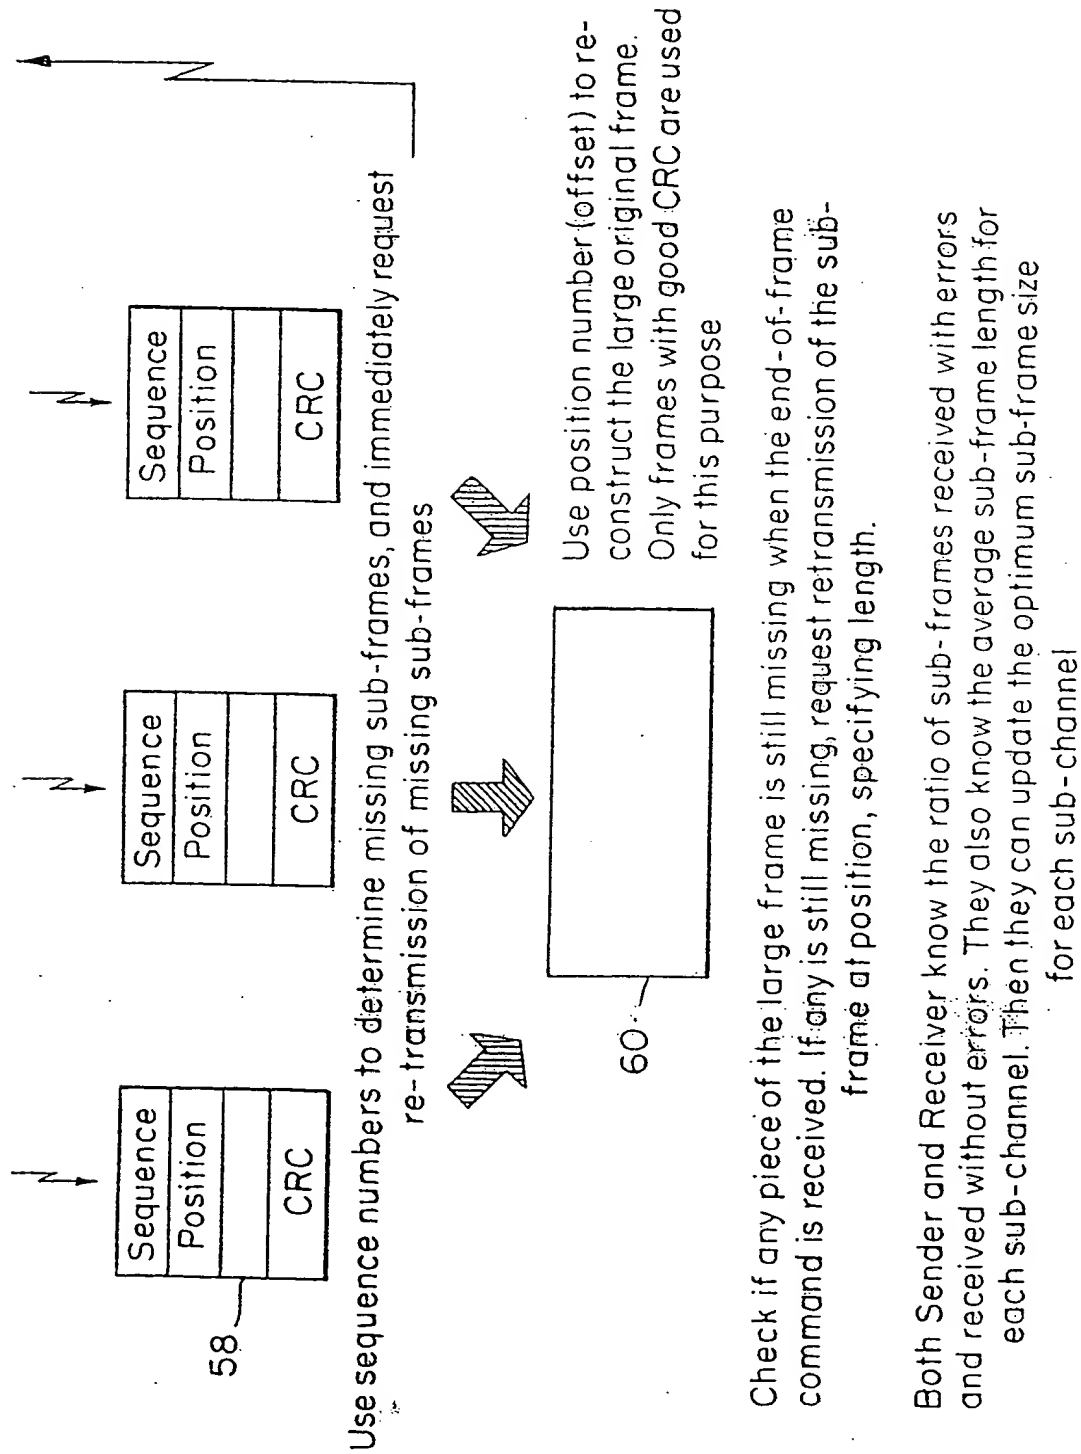 Sequence
Position
CRC
Sequence
Position
CRC
Sequence
Position
CRC
58
Use sequence numbers to determine missing sub-frames, and immediately request
re-transmission of missing sub-frames
Use position number (offset) to re-
construct the large original frame.
Only frames with good CRC are used
for this purpose
60
Check if any piece of the large frame is still missing when the end-of-frame
command is received. If any is still missing, request retransmission of the sub-
frame at position, specifying length.
Both Sender and Receiver know the ratio of sub-frames received with errors
and received without errors. They also know the average sub-frame length for
each sub-channel. Then they can update the optimum sub-frame size
for each sub-channel